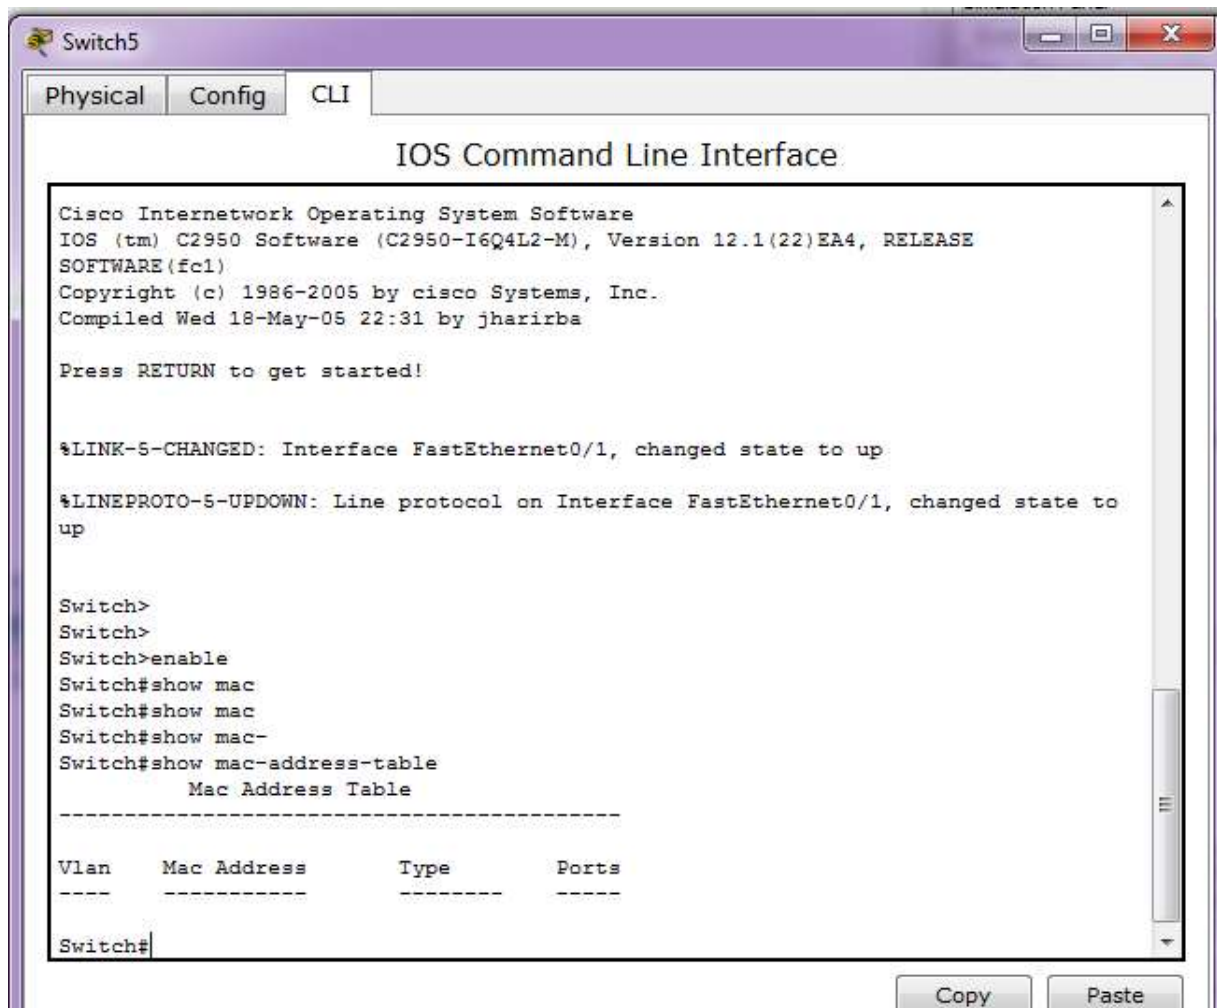 Switch5
Physical Config CLI
IOS Command Line Interface
Cisco Internetwork Operating System Software
IOS (tm) C2950 Software (C2950-I6Q4L2-M), Version 12.1(22)EA4, RELEASE
SOFTWARE(fc1)
Copyright (c) 1986-2005 by cisco Systems, Inc.
Compiled Wed 18-May-05 22:31 by jharirba
Press RETURN to get started!
%LINK-5-CHANGED: Interface FastEthernet0/1, changed state to up
%LINEPROTO-5-UPDOWN: Line protocol on Interface FastEthernet0/1, changed state to
up
Switch>
Switch>
Switch>enable
Switch#show mac
Switch#show mac
Switch#show mac-
Switch#show mac-address-table
Mac Address Table
-------------------------------------------
Vlan Mac Address Type Ports
---- ----------- -------- -----
Switch#
Copy Paste